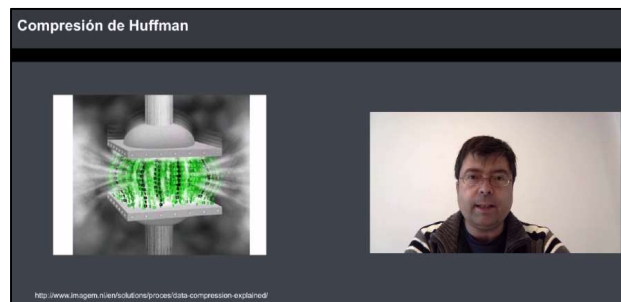 Compresión de Huffman
http://www.imagem.nl/en/solutions/proces/data-compression-explained/